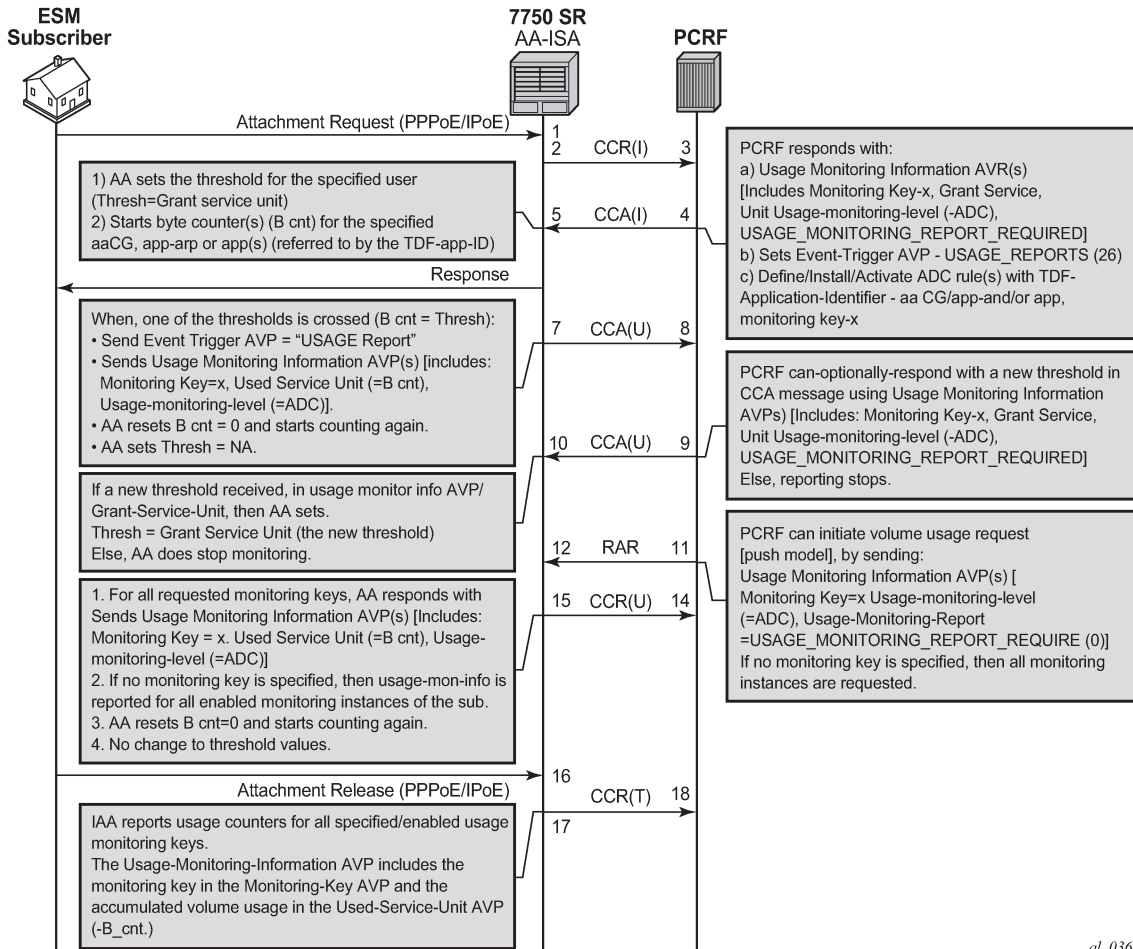 ESM
Subscriber
7750 SR
AA-ISA
PCRF
Attachment Request (PPPoE/IPoE)
1
2
CCR(I)
3
PCRF responds with:
a) Usage Monitoring Information AVR(s)
[Includes Monitoring Key-x, Grant Service,
Unit Usage-monitoring-level (-ADC),
USAGE_MONITORING_REPORT_REQUIRED]
b) Sets Event-Trigger AVP - USAGE_REPORTS (26)
c) Define/Install/Activate ADC rule(s) with TDF-
Application-Identifier - aa CG/app-and/or app,
monitoring key-x
1) AA sets the threshold for the specified user
(Thresh=Grant service unit)
2) Starts byte counter(s) (B cnt) for the specified
aaCG, app-arp or app(s) (referred to by the TDF-app-ID)
5
CCA(I)
4
Response
When, one of the thresholds is crossed (B cnt = Thresh):
• Send Event Trigger AVP = “USAGE Report”
• Sends Usage Monitoring Information AVP(s) [includes:
Monitoring Key=x, Used Service Unit (=B cnt),
Usage-monitoring-level (=ADC)].
• AA resets B cnt = 0 and starts counting again.
• AA sets Thresh = NA.
7
CCA(U)
8
PCRF can-optionally-respond with a new threshold in
CCA message using Usage Monitoring Information
AVPs) [Includes: Monitoring Key-x, Grant Service,
Unit Usage-monitoring-level (-ADC),
USAGE_MONITORING_REPORT_REQUIRED]
Else, reporting stops.
10
CCA(U)
9
If a new threshold received, in usage monitor info AVP/
Grant-Service-Unit, then AA sets.
Thresh = Grant Service Unit (the new threshold)
Else, AA does stop monitoring.
12
RAR
11
PCRF can initiate volume usage request
[push model], by sending:
Usage Monitoring Information AVP(s) [
Monitoring Key=x Usage-monitoring-level
(=ADC), Usage-Monitoring-Report
=USAGE_MONITORING_REPORT_REQUIRE (0)]
If no monitoring key is specified, then all monitoring
instances are requested.
1. For all requested monitoring keys, AA responds with
Sends Usage Monitoring Information AVP(s) [Includes:
Monitoring Key = x. Used Service Unit (=B cnt), Usage-
monitoring-level (=ADC)]
2. If no monitoring key is specified, then usage-mon-info is
reported for all enabled monitoring instances of the sub.
3. AA resets B cnt=0 and starts counting again.
4. No change to threshold values.
15
CCR(U)
14
16
Attachment Release (PPPoE/IPoE)
CCR(T)
18
17
IAA reports usage counters for all specified/enabled usage
monitoring keys.
The Usage-Monitoring-Information AVP includes the
monitoring key in the Monitoring-Key AVP and the
accumulated volume usage in the Used-Service-Unit AVP
(-B_cnt.)
al_036